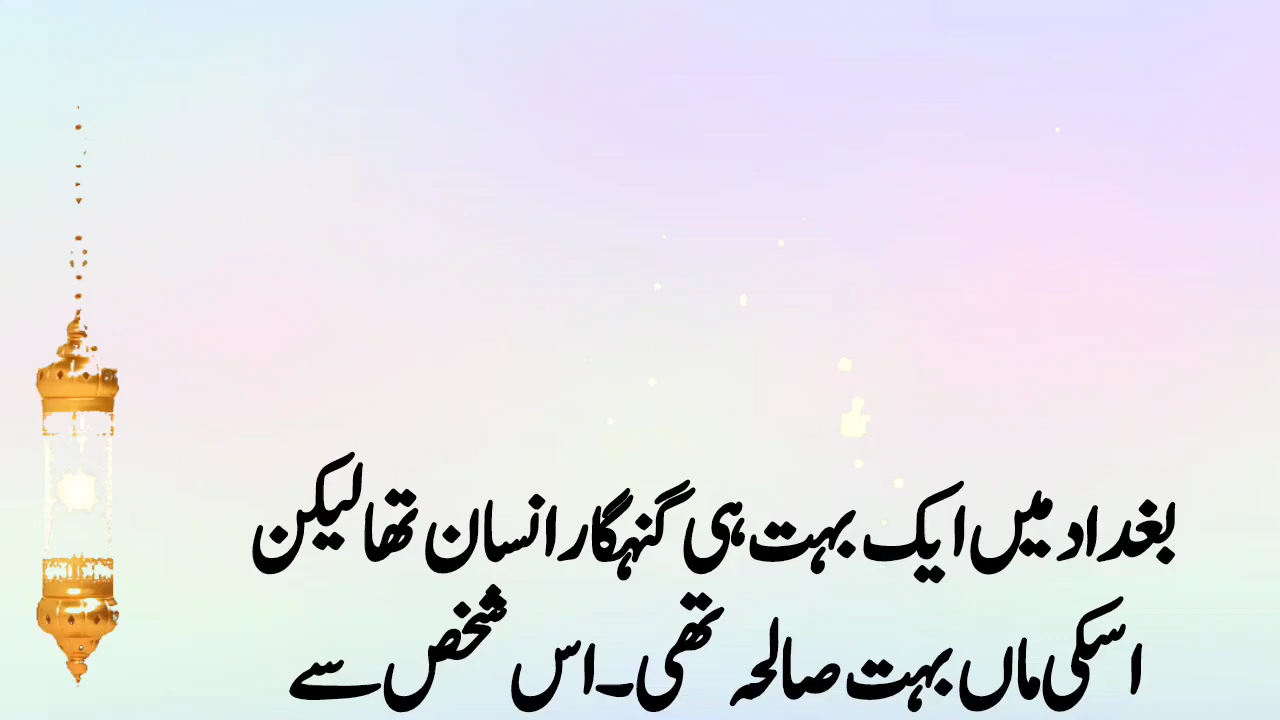 بغداد میں ایک بہت ہی گنہگار انسان تھا لیکن
اسکی ماں بہت صالحہ تھی۔اس شخص سے